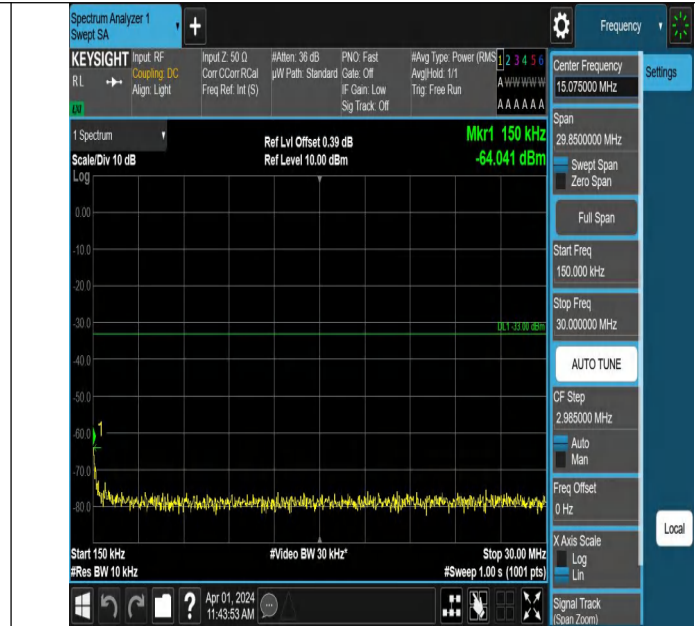 Spectrum Analyzer 1
Swept SA
+
Frequency
KEYSIGHT
RL
LXI
Input: RF
Coupling: DC
Align: Light
Input Z: 50 Ω
Corr CCorr RCal
Freq Ref: Int (S)
#Atten: 36 dB
µW Path: Standard
PNO: Fast
Gate: Off
IF Gain: Low
Sig Track: Off
#Avg Type: Power (RMS
Avg|Hold: 1/1
Trig: Free Run
1 2 3 4 5 6
A W W W W W
A A A A A A
1 Spectrum
Scale/Div 10 dB
Log
Ref Lvl Offset 0.39 dB
Ref Level 10.00 dBm
Mkr1 150 kHz
-64.041 dBm
0.00
-10.0
-20.0
-30.0
DL1 -33.00 dBm
-40.0
-50.0
-60.0
1
-70.0
-80.0
Start 150 kHz
#Res BW 10 kHz
#Video BW 30 kHz*
Stop 30.00 MHz
#Sweep 1.00 s (1001 pts)
?
Apr 01, 2024
11:43:53 AM
Center Frequency
15.075000 MHz
Settings
Span
29.8500000 MHz
Swept Span
Zero Span
Full Span
Start Freq
150.000 kHz
Stop Freq
30.000000 MHz
AUTO TUNE
CF Step
2.985000 MHz
Auto
Man
Freq Offset
0 Hz
Local
X Axis Scale
Log
Lin
Signal Track
(Span Zoom)